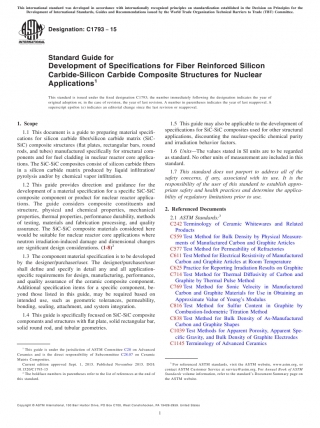 This international standard was developed in accordance with internationally recognized principles on standardization established in the Decision on Principles for the
Development of International Standards, Guides and Recommendations issued by the World Trade Organization Technical Barriers to Trade (TBT) Committee.
Designation: C1793 − 15
INTERNATIONAL
Standard Guide for
Development of Specifications for Fiber Reinforced Silicon
Carbide-Silicon Carbide Composite Structures for Nuclear
Applications1
This standard is issued under the fixed designation C1793; the number immediately following the designation indicates the year of
original adoption or, in the case of revision, the year of last revision. A number in parentheses indicates the year of last reapproval. A
superscript epsilon (ε) indicates an editorial change since the last revision or reapproval.
1. Scope
1.1 This document is a guide to preparing material specifi-
cations for silicon carbide fiber/silicon carbide matrix (SiC-
SiC) composite structures (flat plates, rectangular bars, round
rods, and tubes) manufactured specifically for structural com-
ponents and for fuel cladding in nuclear reactor core applica-
tions. The SiC-SiC composites consist of silicon carbide fibers
in a silicon carbide matrix produced by liquid infiltration/
pyrolysis and/or by chemical vapor infiltration.
1.2 This guide provides direction and guidance for the
development of a material specification for a specific SiC-SiC
composite component or product for nuclear reactor applica-
tions. The guide considers composite constituents and
structure, physical and chemical properties, mechanical
properties, thermal properties, performance durability, methods
of testing, materials and fabrication processing, and quality
assurance. The SiC-SiC composite materials considered here
would be suitable for nuclear reactor core applications where
neutron irradiation-induced damage and dimensional changes
are significant design considerations. (1-8)2
1.3 The component material specification is to be developed
by the designer/purchaser/user. The designer/purchaser/user
shall define and specify in detail any and all application-
specific requirements for design, manufacturing, performance,
and quality assurance of the ceramic composite component.
Additional specification items for a specific component, be-
yond those listed in this guide, may be required based on
intended use, such as geometric tolerances, permeability,
bonding, sealing, attachment, and system integration.
1.4 This guide is specifically focused on SiC-SiC composite
components and structures with flat plate, solid rectangular bar,
solid round rod, and tubular geometries.
1 This guide is under the jurisdiction of ASTM Committee C28 on Advanced
Ceramics and is the direct responsibility of Subcommittee C28.07 on Ceramic
Matrix Composites.
Current edition approved Sept. 1, 2015. Published November 2015. DOI:
10.1520/C1793-15
2 The boldface numbers in parentheses refer to the list of references at the end of
this standard.
1.5 This guide may also be applicable to the development of
specifications for SiC-SiC composites used for other structural
applications, discounting the nuclear-specific chemical purity
and irradiation behavior factors.
1.6 Units—The values stated in SI units are to be regarded
as standard. No other units of measurement are included in this
standard.
1.7 This standard does not purport to address all of the
safety concerns, if any, associated with its use. It is the
responsibility of the user of this standard to establish appro-
priate safety and health practices and determine the applica-
bility of regulatory limitations prior to use.
2. Referenced Documents
2.1 ASTM Standards:3
C242 Terminology of Ceramic Whitewares and Related
Products
C559 Test Method for Bulk Density by Physical Measure-
ments of Manufactured Carbon and Graphite Articles
C577 Test Method for Permeability of Refractories
C611 Test Method for Electrical Resistivity of Manufactured
Carbon and Graphite Articles at Room Temperature
C625 Practice for Reporting Irradiation Results on Graphite
C714 Test Method for Thermal Diffusivity of Carbon and
Graphite by Thermal Pulse Method
C769 Test Method for Sonic Velocity in Manufactured
Carbon and Graphite Materials for Use in Obtaining an
Approximate Value of Young's Modulus
C816 Test Method for Sulfur Content in Graphite by
Combustion-Iodometric Titration Method
C838 Test Method for Bulk Density of As-Manufactured
Carbon and Graphite Shapes
C1039 Test Methods for Apparent Porosity, Apparent Spe-
cific Gravity, and Bulk Density of Graphite Electrodes
C1145 Terminology of Advanced Ceramics
3 For referenced ASTM standards, visit the ASTM website, www.astm.org, or
contact ASTM Customer Service at service@astm.org. For Annual Book of ASTM
Standards volume information, refer to the standard's Document Summary page on
the ASTM website.
Copyright © ASTM International, 100 Barr Harbor Drive, PO Box C700, West Conshohocken, PA 19428-2959. United States
1